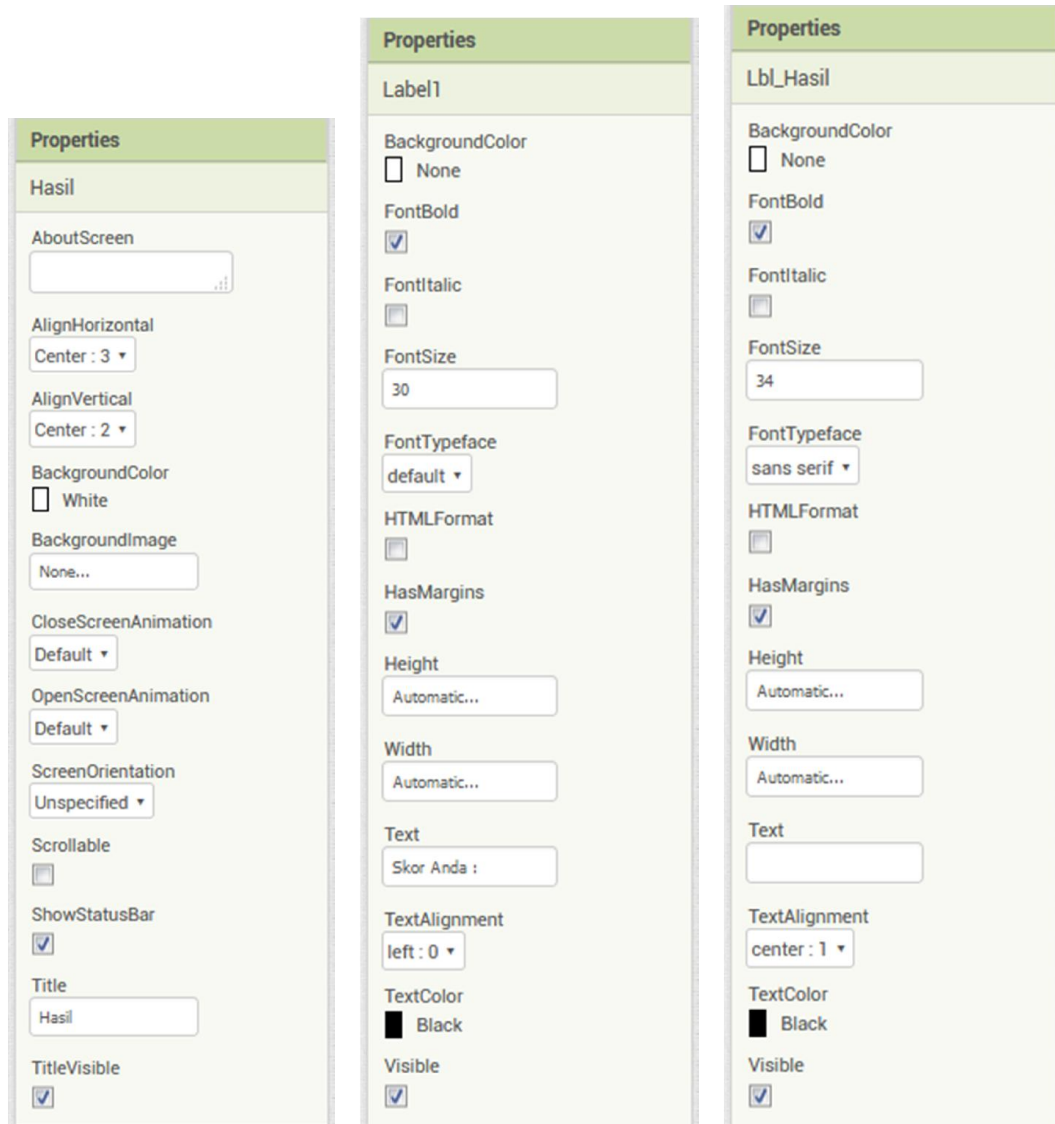 Properties
Hasil
AboutScreen
AlignHorizontal
Center : 3
AlignVertical
Center : 2
BackgroundColor
White
BackgroundImage
None...
CloseScreenAnimation
Default
OpenScreenAnimation
Default
ScreenOrientation
Unspecified
Scrollable
ShowStatusBar
Title
Hasil
TitleVisible
Properties
Label1
BackgroundColor
None
FontBold
FontItalic
FontSize
30
FontTypeface
default
HTMLFormat
HasMargins
Height
Automatic...
Width
Automatic...
Text
Skor Anda :
TextAlignment
left : 0
TextColor
Black
Visible
Properties
Lbl_Hasil
BackgroundColor
None
FontBold
FontItalic
FontSize
34
FontTypeface
sans serif
HTMLFormat
HasMargins
Height
Automatic...
Width
Automatic...
Text
TextAlignment
center : 1
TextColor
Black
Visible